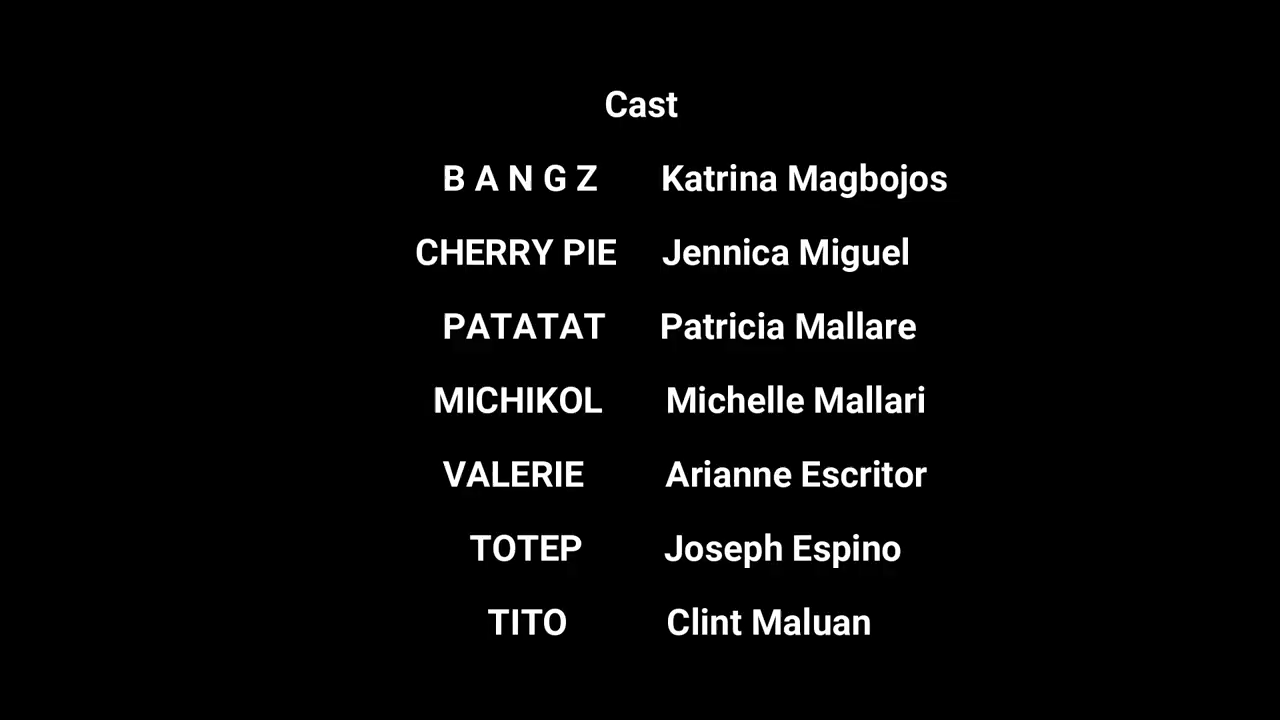 Cast
B A N G Z Katrina Magbojos
CHERRY PIE Jennica Miguel
PATATAT Patricia Mallare
MICHIKOL Michelle Mallari
VALERIE Arianne Escritor
TOTEP Joseph Espino
TITO Clint Maluan